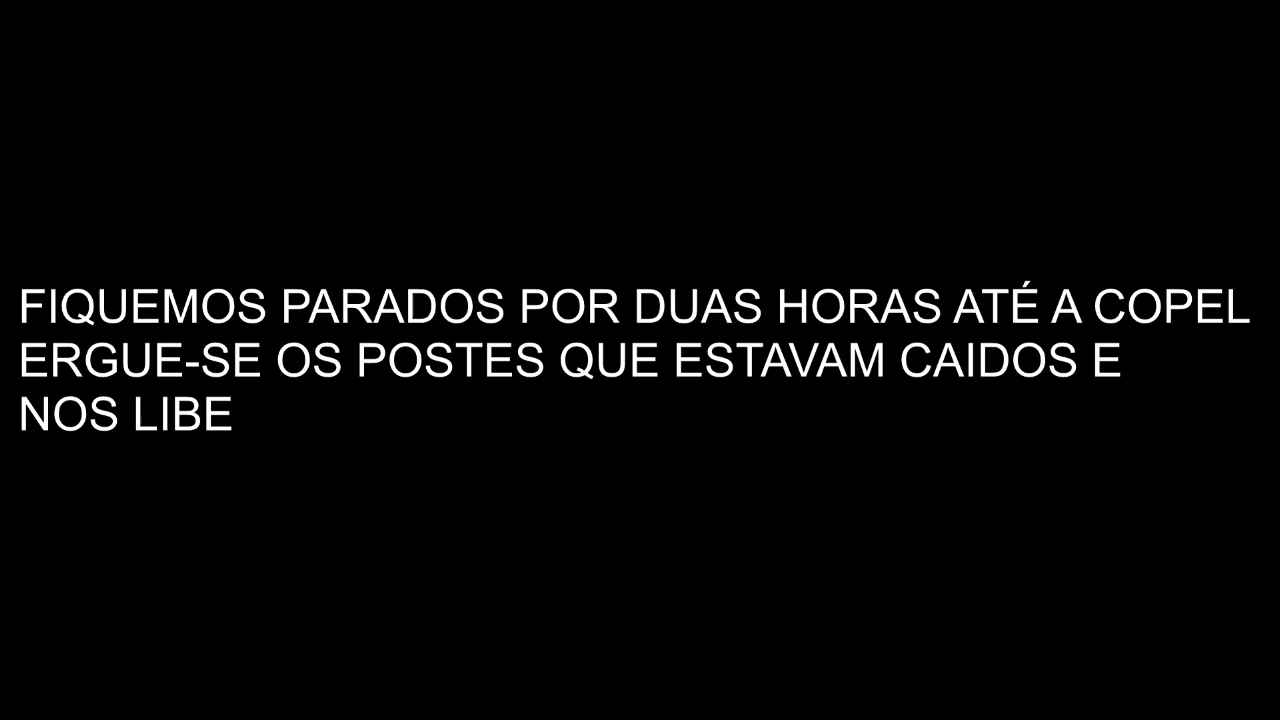 FIQUEMOS PARADOS POR DUAS HORAS ATÉ A COPEL
ERGUE-SE OS POSTES QUE ESTAVAM CAIDOS E
NOS LIBE